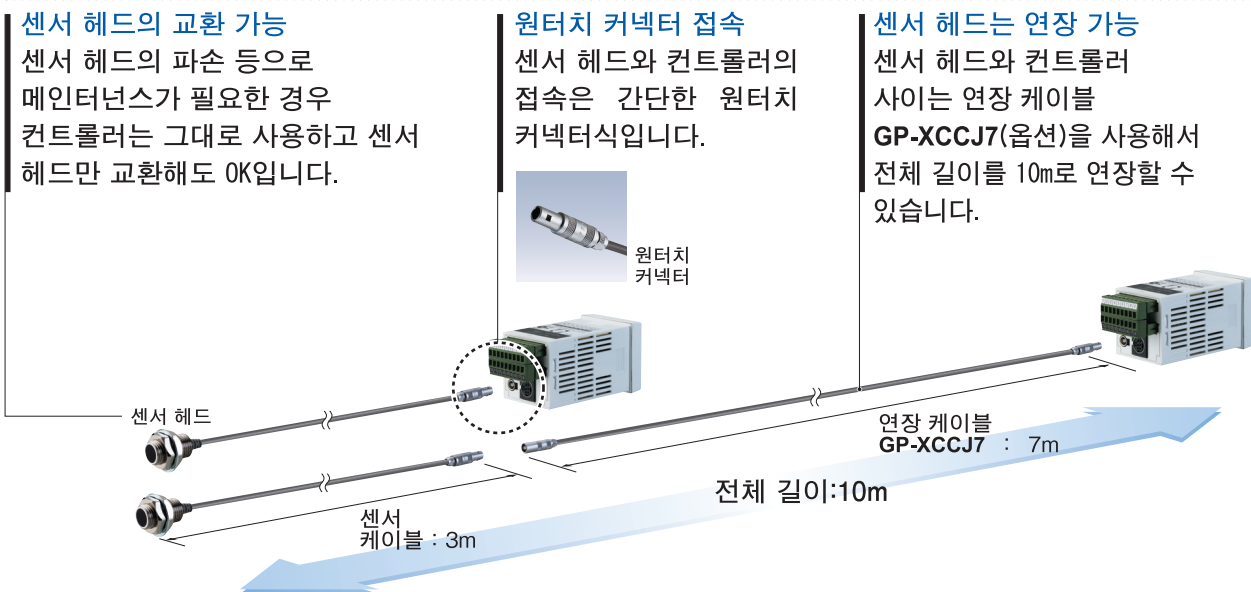 센서 헤드의 교환 가능
센서 헤드의 파손 등으로
메인터넌스가 필요한 경우
컨트롤러는 그대로 사용하고 센서
헤드만 교환해도 OK입니다.
원터치 커넥터 접속
센서 헤드와 컨트롤러의
접속은 간단한 원터치
커넥터식입니다.
원터치
커넥터
센서 헤드는 연장 가능
센서 헤드와 컨트롤러
사이는 연장 케이블
GP-XCCJ7(옵션)을 사용해서
전체 길이를 10m로 연장할 수
있습니다.
센서 헤드
연장 케이블
GP-XCCJ7 : 7m
전체 길이:10m
센서
케이블 : 3m